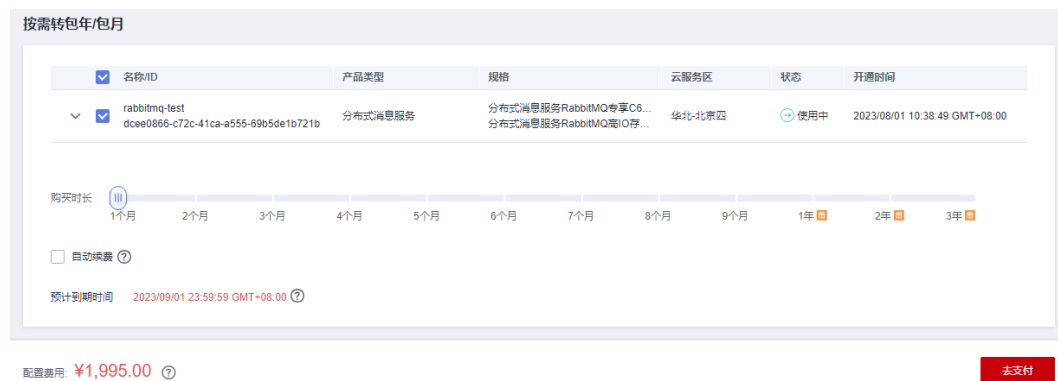 按需转包年/包月
名称/ID 产品类型 规格 云服务区 状态 开通时间
rabbitmq-test
dcee0866-c72c-41ca-a555-69b5de1b721b
分布式消息服务
分布式消息服务RabbitMQ专享C6...
分布式消息服务RabbitMQ高IO存...
华北-北京四
使用中
2023/08/01 10:38:49 GMT+08:00
购买时长
1个月 2个月 3个月 4个月 5个月 6个月 7个月 8个月 9个月 1年惠 2年惠 3年惠
自动续费 ?
预计到期时间 2023/09/01 23:59:59 GMT+08:00 ?
配置费用: ¥1,995.00 ?
去支付